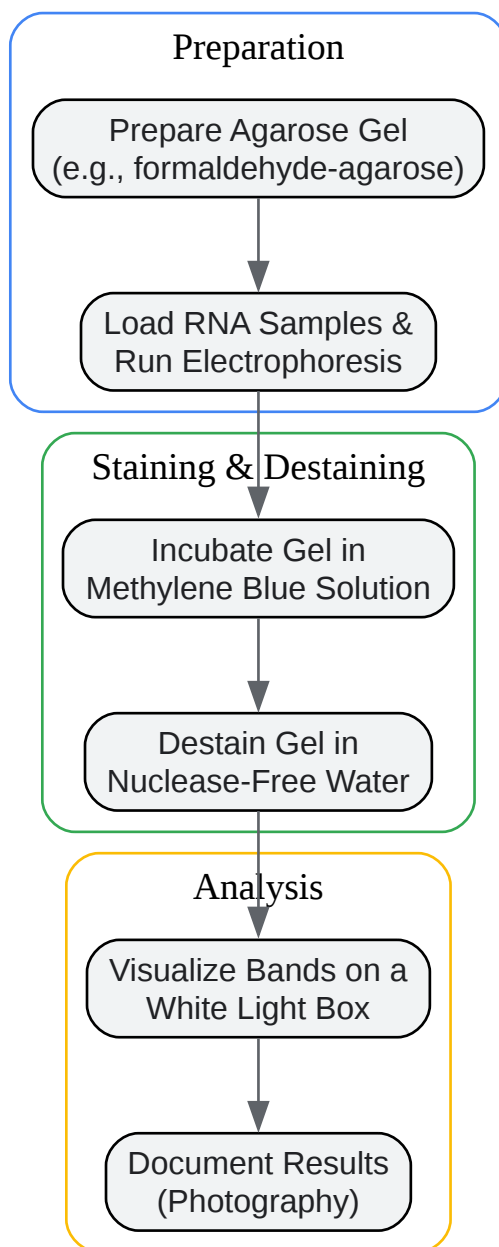 Preparation
Prepare Agarose Gel
(e.g., formaldehyde-agarose)
Load RNA Samples &
Run Electrophoresis
Staining & Destaining
Incubate Gel in
Methylene Blue Solution
Destain Gel in
Nuclease-Free Water
Analysis
Visualize Bands on a
White Light Box
Document Results
(Photography)